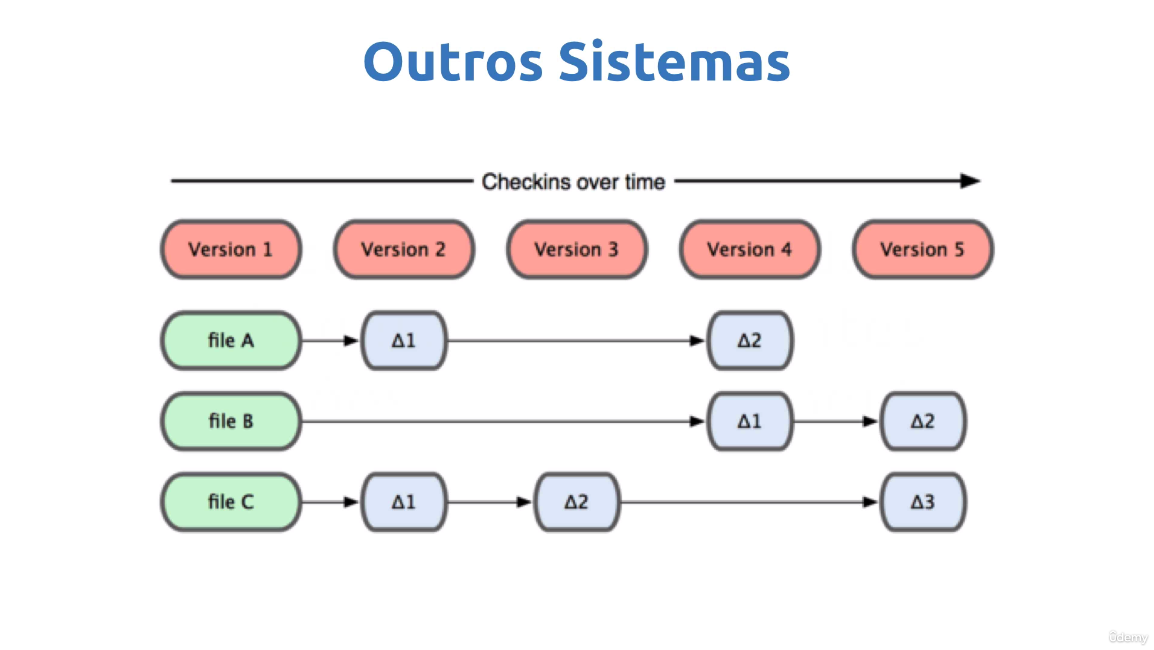 Outros Sistemas
Checkins over time
Version 1 Version 2 Version 3 Version 4 Version 5
file A Δ1 Δ2
file B Δ1 Δ2
file C Δ1 Δ2 Δ3
ûdemy